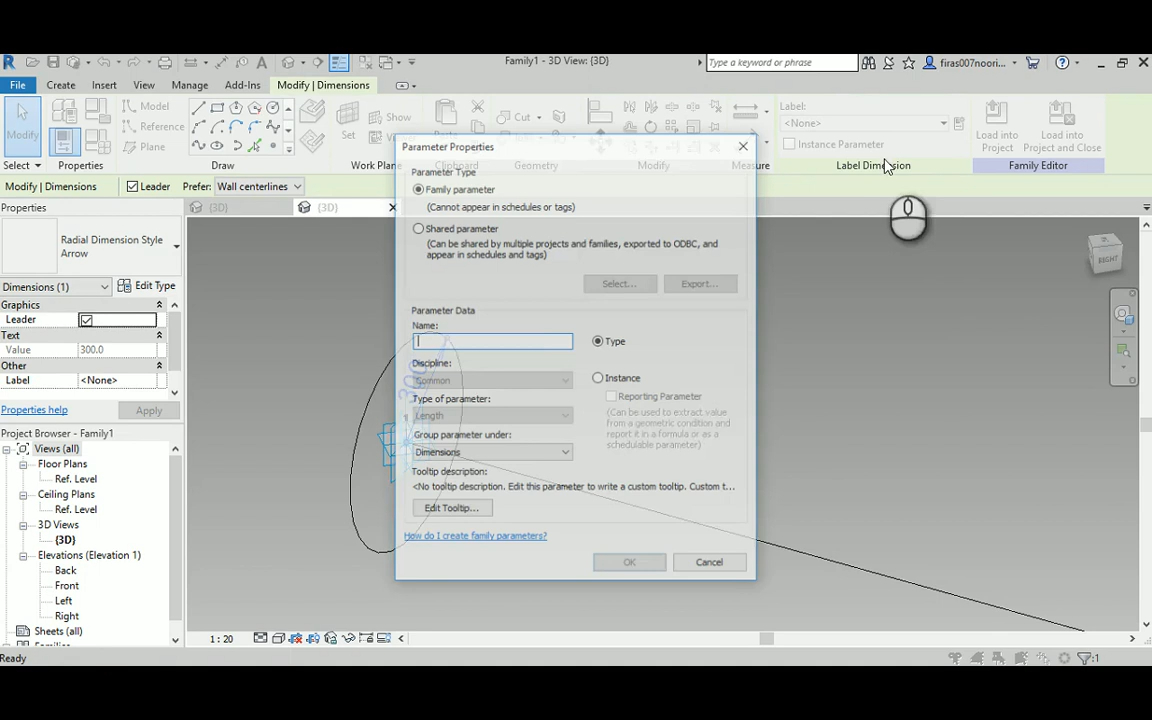 Family1 - 3D View: {3D}
Type a keyword or phrase
firas007noori...
File Create Insert View Manage Add-Ins Modify | Dimensions
Modify
Model
Reference
Plane
Set
Show
Paste
Cut
Label:
<None>
Instance Parameter
Load into Project
Load into Project and Close
Select Properties Draw Work Plane Clipboard Geometry Modify Measure Label Dimension Family Editor
Modify | Dimensions Leader Prefer: Wall centerlines
Properties
{3D} {3D}
Radial Dimension Style
Arrow
Dimensions (1) Edit Type
Graphics
Leader
Text
Value 300.0
Other
Label <None>
Properties help Apply
Project Browser - Family1
Views (all)
Floor Plans
Ref. Level
Ceiling Plans
Ref. Level
3D Views
{3D}
Elevations (Elevation 1)
Back
Front
Left
Right
Sheets (all)
Families
Parameter Properties
Parameter Type
Family parameter
(Cannot appear in schedules or tags)
Shared parameter
(Can be shared by multiple projects and families, exported to ODBC, and
appear in schedules and tags)
Select... Export...
Parameter Data
Name:
Type
Discipline:
Common
Instance
Type of parameter:
Reporting Parameter
Length
(Can be used to extract value
from a geometric condition and
report it in a formula or as a
schedulable parameter)
Group parameter under:
Dimensions
Tooltip description:
<No tooltip description. Edit this parameter to write a custom tooltip. Custom t...
Edit Tooltip...
How do I create family parameters?
OK Cancel
RIGHT
1 : 20
Ready
:1